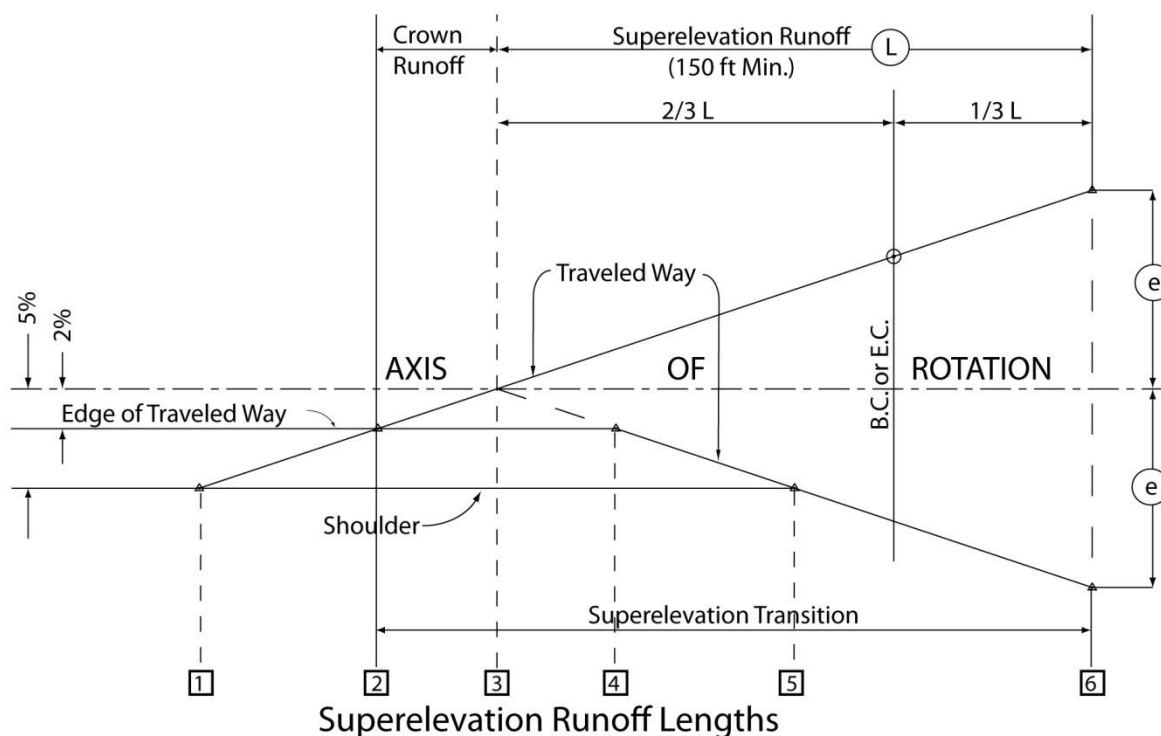 Crown
Runoff
Superelevation Runoff
(150 ft Min.)
L
2/3 L
1/3 L
Traveled Way
5%
2%
e
AXIS
OF
B.C. or E.C.
ROTATION
Edge of Traveled Way
e
Shoulder
Superelevation Transition
1
2
3
4
5
6
Superelevation Runoff Lengths